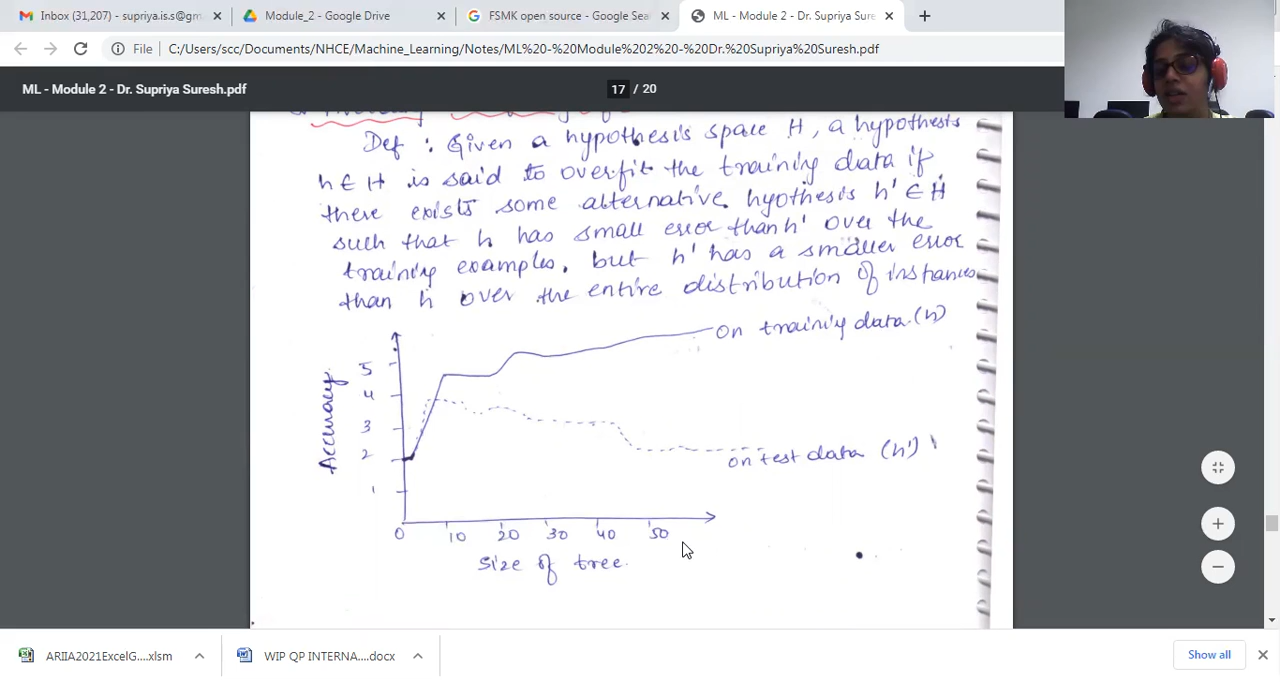 Inbox (31,207) - supriya.is.s@gm
Module_2 - Google Drive
FSMK open source - Google Sea
ML - Module 2 - Dr. Supriya Sure
File
C:/Users/scc/Documents/NHCE/Machine_Learning/Notes/ML%20-%20Module%202%20-%20Dr.%20Supriya%20Suresh.pdf
ML - Module 2 - Dr. Supriya Suresh.pdf
17 / 20
Def : Given a hypothesis space H, a hypothesis
h ∈ H is said to overfit the training data if
there exists some alternative hyothesis h' ∈ H
such that h has small error than h' over the
training examples, but h' has a smaller error
than h over the entire distribution of instances
On training data (h)
Accuracy
5
4
3
2
1
on test data (h')
0 10 20 30 40 50
Size of tree.
ARIIA2021ExcelG....xlsm
WIP QP INTERNA....docx
Show all